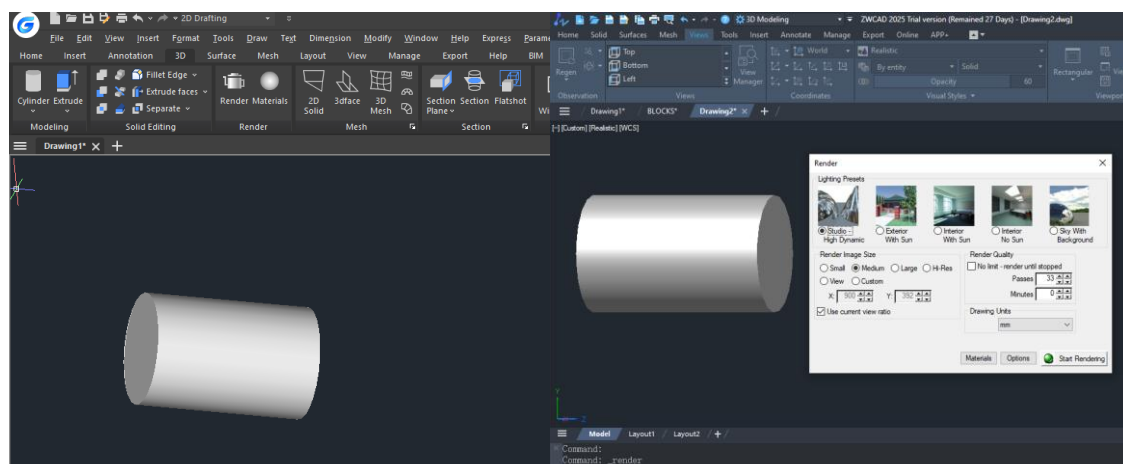 2D Drafting
File Edit View Insert Format Tools Draw Text Dimension Modify Window Help Express Param
Home Insert Annotation 3D Surface Mesh Layout View Manage Export Help BIM
Cylinder Extrude
Fillet Edge
Extrude faces
Separate
Render Materials
2D Solid
3dface
3D Mesh
Section Plane
Section
Flatshot
Wi
Modeling Solid Editing Render Mesh Section
Drawing1*
3D Modeling
ZWCAD 2025 Trial version (Remained 27 Days) - [Drawing2.dwg]
Home Solid Surfaces Mesh Views Tools Insert Annotate Manage Export Online APP+
Regen
Top
Bottom
Left
View Manager
World
Realistic
By entity
Solid
Opacity 60
Rectangular
Observation Views Coordinates Visual Styles Viewpor
Drawing1* BLOCKS* Drawing2*
[-] [Custom] [Realistic] [WCS]
Render
Lighting Presets
Studio - High Dynamic
Exterior With Sun
Interior With Sun
Interior No Sun
Sky With Background
Render Image Size
Small Medium Large Hi-Res
View Custom
X: 900 Y: 392
Use current view ratio
Render Quality
No limit - render until stopped
Passes 33
Minutes 0
Drawing Units
mm
Materials Options Start Rendering
Y
Z
Model Layout1 Layout2
Command:
Command: _render